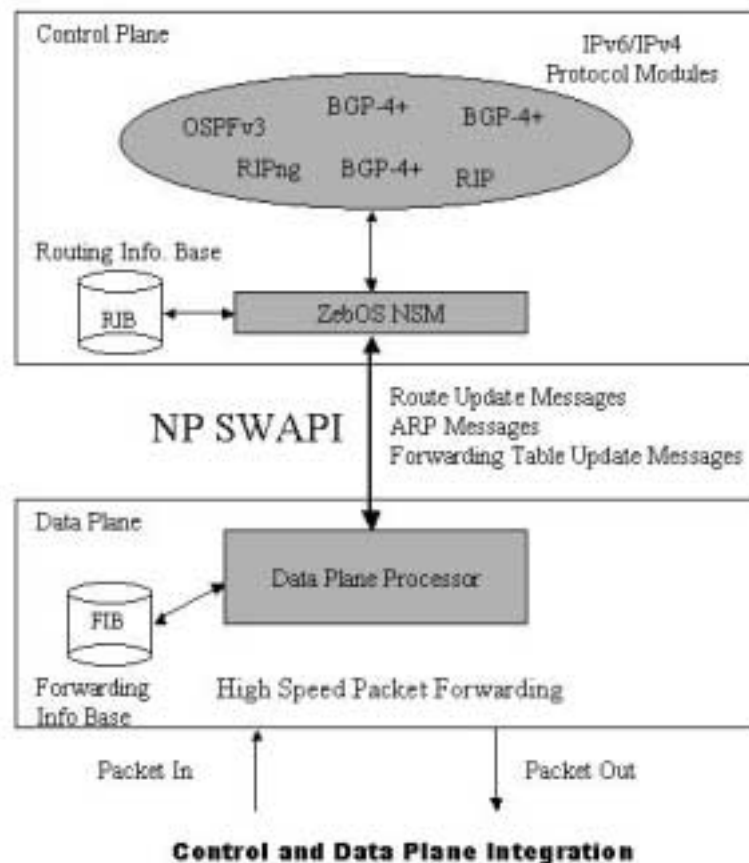 Control Plane
IPv6/IPv4
Protocol Modules
BGP-4+
OSPFv3
BGP-4+
RIPng
BGP-4+
RIP
Routing Info. Base
RIB
ZebOS NSM
NP SWAPI
Route Update Messages
ARP Messages
Forwarding Table Update Messages
Data Plane
Data Plane Processor
FIB
Forwarding
Info Base
High Speed Packet Forwarding
Packet In
Packet Out
Control and Data Plane Integration